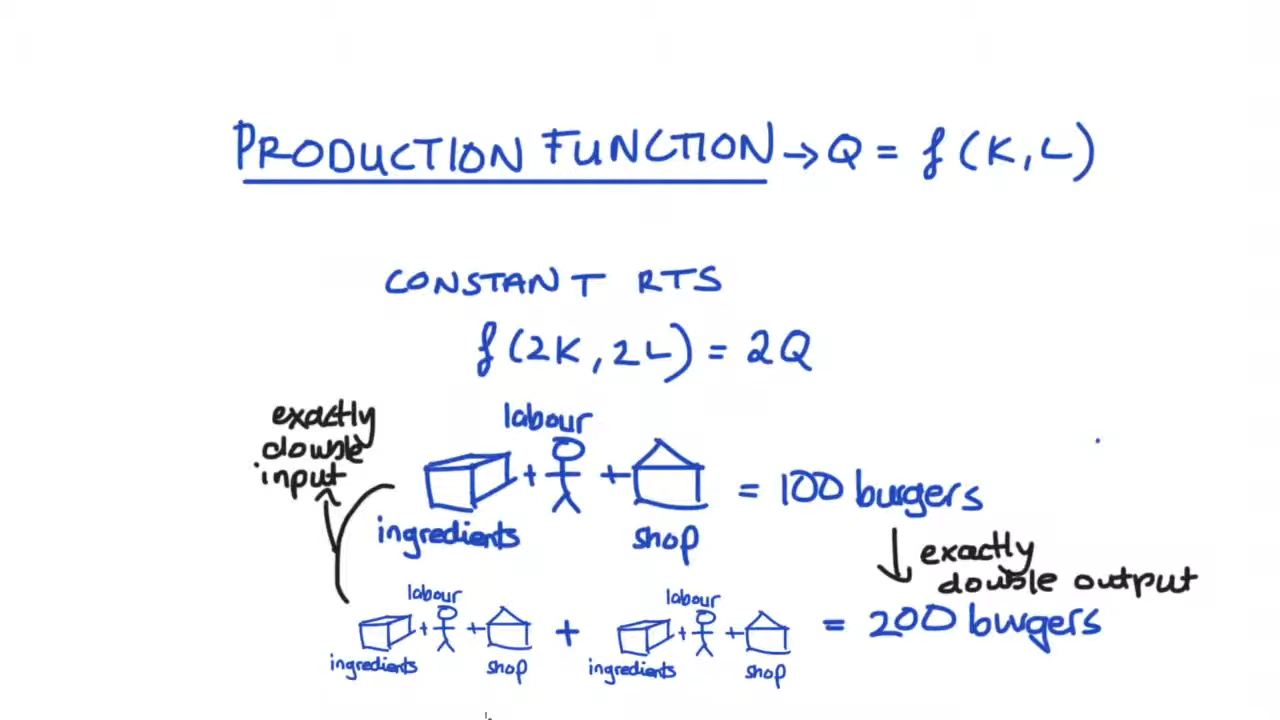 PRODUCTION FUNCTION → Q = f(K, L)
CONSTANT RTS
f(2K, 2L) = 2Q
exactly
double
input
labour
+ + = 100 burgers
ingredients shop
exactly
double output
labour labour
+ + + + + = 200 burgers
ingredients shop ingredients shop